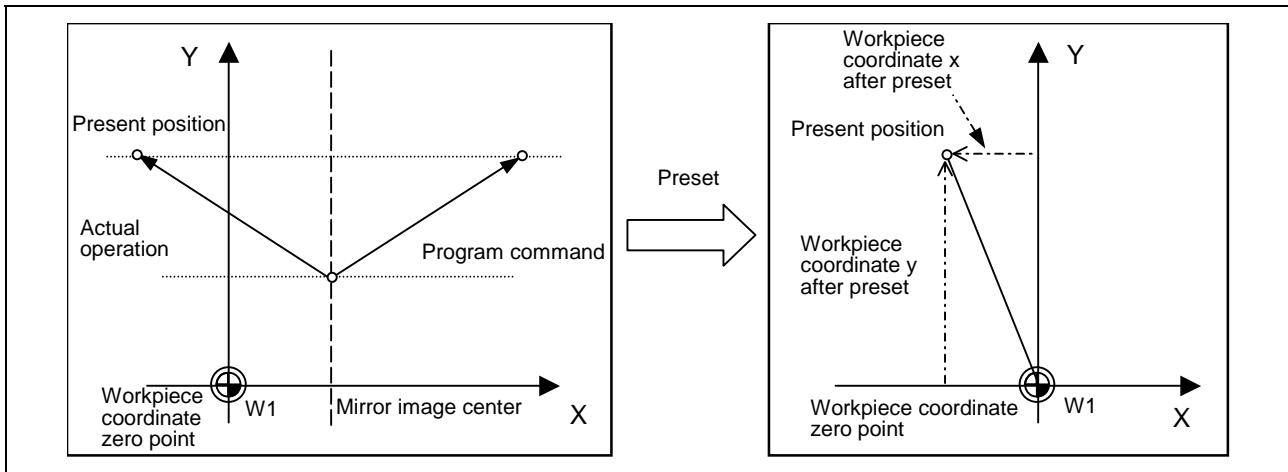 Y
Present position
Actual
operation
Program command
Workpiece
coordinate
zero point
W1
Mirror image center
X
Preset
Workpiece
coordinate x
after preset
Y
Present position
Workpiece
coordinate y
after preset
Workpiece coordinate
zero point
W1
X